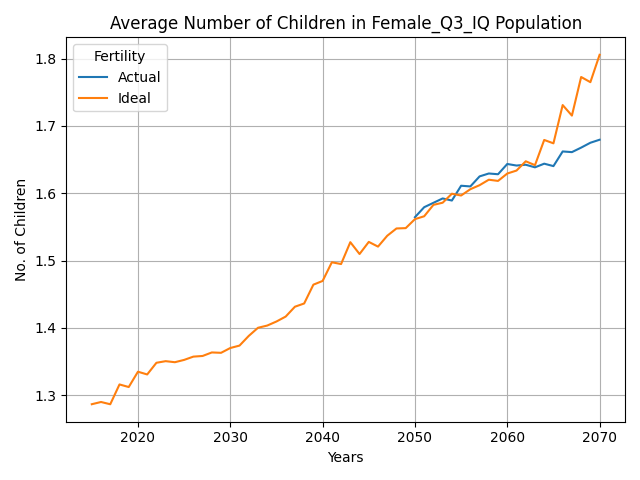 Average Number of Children in Female_Q3_IQ Population
Fertility
Actual
Ideal
1.8
1.7
1.6
1.5
1.4
1.3
No. of Children
2020
2030
2040
2050
2060
2070
Years